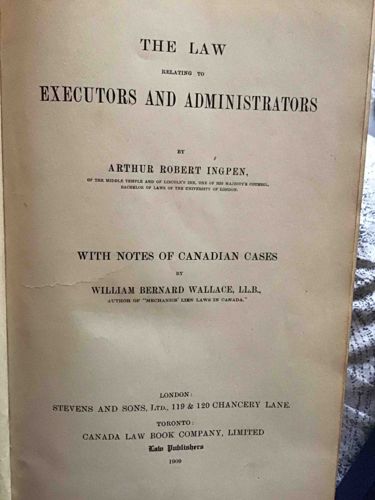 THE LAW
RELATING TO
EXECUTORS AND ADMINISTRATORS
BY
ARTHUR ROBERT INGPEN,
OF THE MIDDLE TEMPLE AND OF LINCOLN'S INN, ONE OF HIS MAJESTY'S COUNSEL,
BACHELOR OF LAWS OF THE UNIVERSITY OF LONDON.
WITH NOTES OF CANADIAN CASES
BY
WILLIAM BERNARD WALLACE, LL.B.,
AUTHOR OF "MECHANICS' LIEN LAWS IN CANADA."
LONDON:
STEVENS AND SONS, LTD., 119 & 120 CHANCERY LANE.
TORONTO:
CANADA LAW BOOK COMPANY, LIMITED
Law Publishers
1909